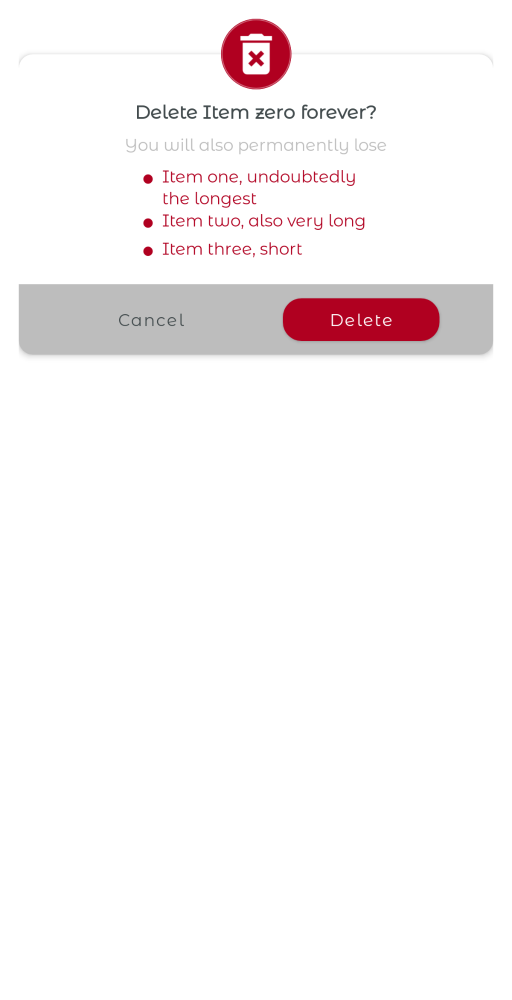 Delete Item zero forever?
You will also permanently lose
Item one, undoubtedly
the longest
Item two, also very long
Item three, short
Cancel
Delete